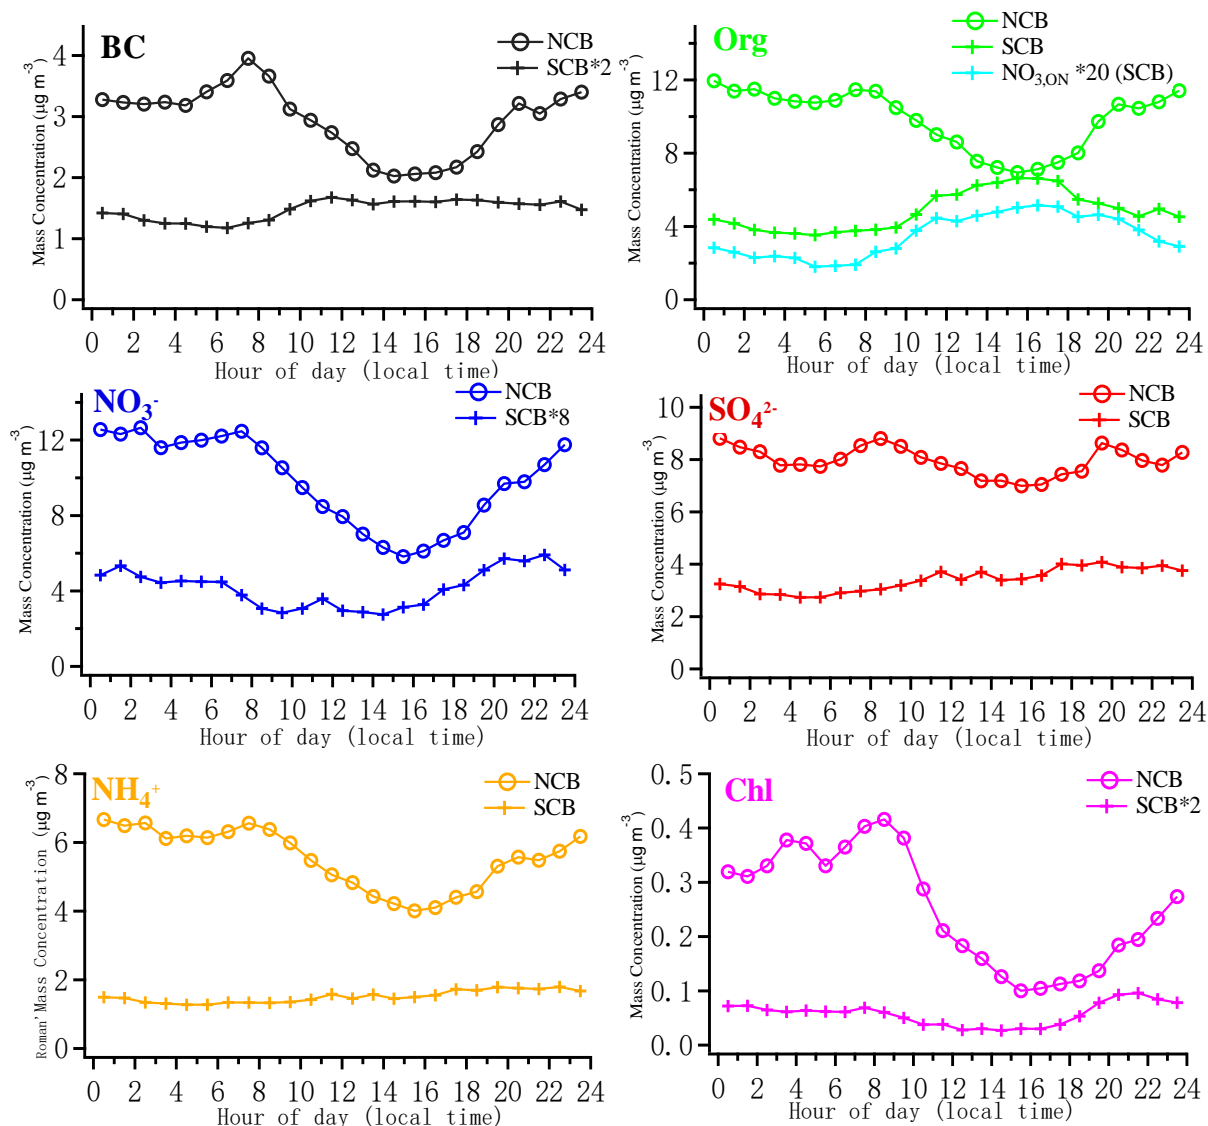 BC
NCB
SCB*2
Mass Concentration (μg m-3)
4
3
2
1
0
0 2 4 6 8 10 12 14 16 18 20 22 24
Hour of day (local time)
Org
NCB
SCB
NO3,ON *20 (SCB)
Mass Concentration (μg m-3)
12
8
4
0
0 2 4 6 8 10 12 14 16 18 20 22 24
Hour of day (local time)
NO3-
NCB
SCB*8
Mass Concentration (μg m-3)
12
8
4
0
0 2 4 6 8 10 12 14 16 18 20 22 24
Hour of day (local time)
SO42-
NCB
SCB
Mass Concentration (μg m-3)
10
8
6
4
2
0
0 2 4 6 8 10 12 14 16 18 20 22 24
Hour of day (local time)
NH4+
NCB
SCB
Roman'Mass Concentration (μg m-3)
8
6
4
2
0
0 2 4 6 8 10 12 14 16 18 20 22 24
Hour of day (local time)
Chl
NCB
SCB*2
Mass Concentration (μg m-3)
0.5
0.4
0.3
0.2
0.1
0.0
0 2 4 6 8 10 12 14 16 18 20 22 24
Hour of day (local time)